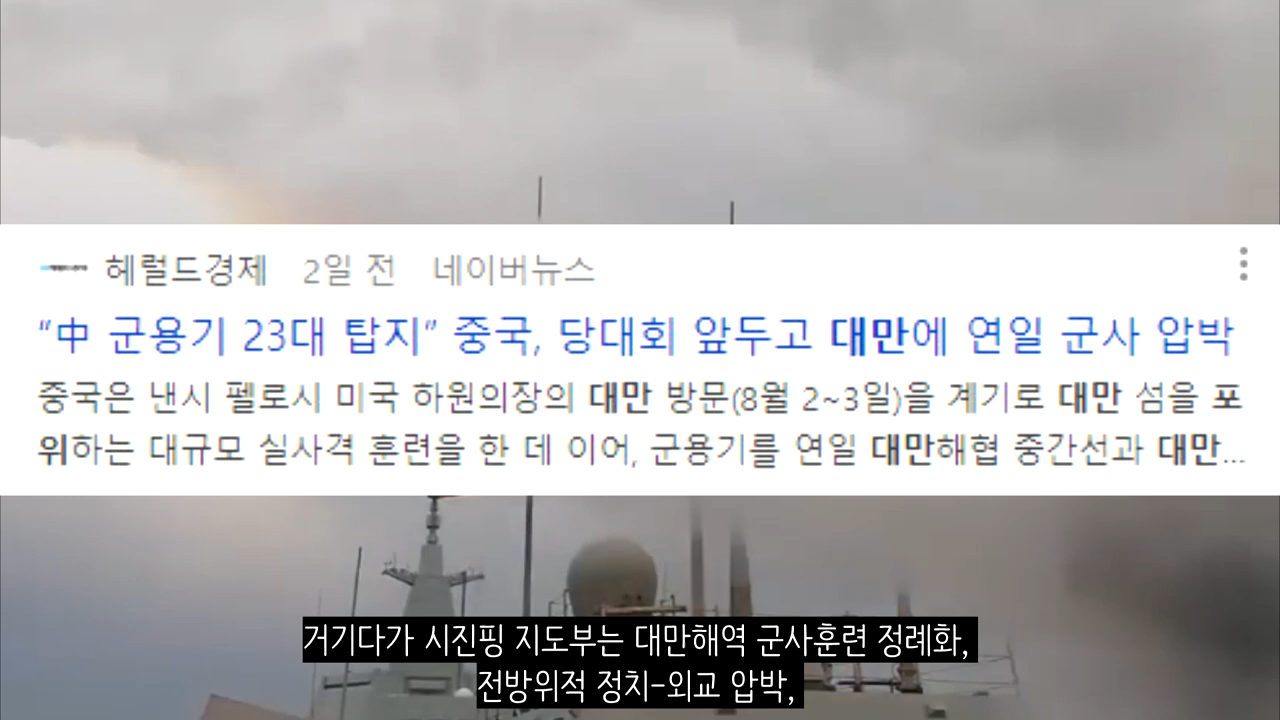 헤럴드경제 2일 전 네이버뉴스
“中 군용기 23대 탑지” 중국, 당대회 앞두고 대만에 연일 군사 압박
중국은 낸시 펠로시 미국 하원의장의 대만 방문(8월 2~3일)을 계기로 대만 섬을 포
위하는 대규모 실사격 훈련을 한 데 이어, 군용기를 연일 대만해협 중간선과 대만...
거기다가 시진핑 지도부는 대만해역 군사훈련 정례화,
전방위적 정치-외교 압박,